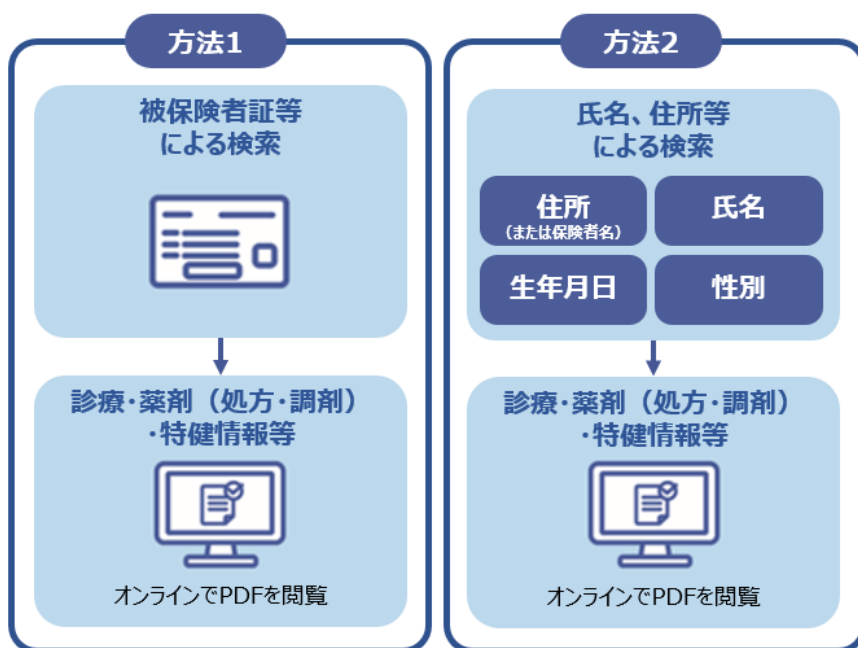 方法1
被保険者証等
による検索
診療・薬剤（処方・調剤）
・特健情報等
オンラインでPDFを閲覧
方法2
氏名、住所等
による検索
住所
（または保険者名）
氏名
生年月日
性別
診療・薬剤（処方・調剤）
・特健情報等
オンラインでPDFを閲覧